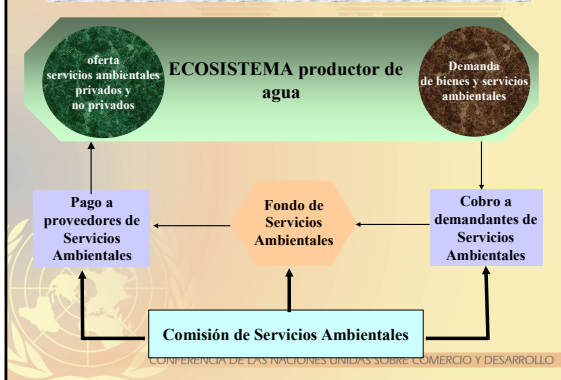 oferta
servicios ambientales
privados y
no privados
ECOSISTEMA productor de
agua
Demanda
de bienes y servicios
ambientales
Pago a
proveedores de
Servicios
Ambientales
Fondo de
Servicios
Ambientales
Cobro a
demandantes de
Servicios
Ambientales
Comisión de Servicios Ambientales
CONFERENCIA DE LAS NACIONES UNIDAS SOBRE COMERCIO Y DESARROLLO